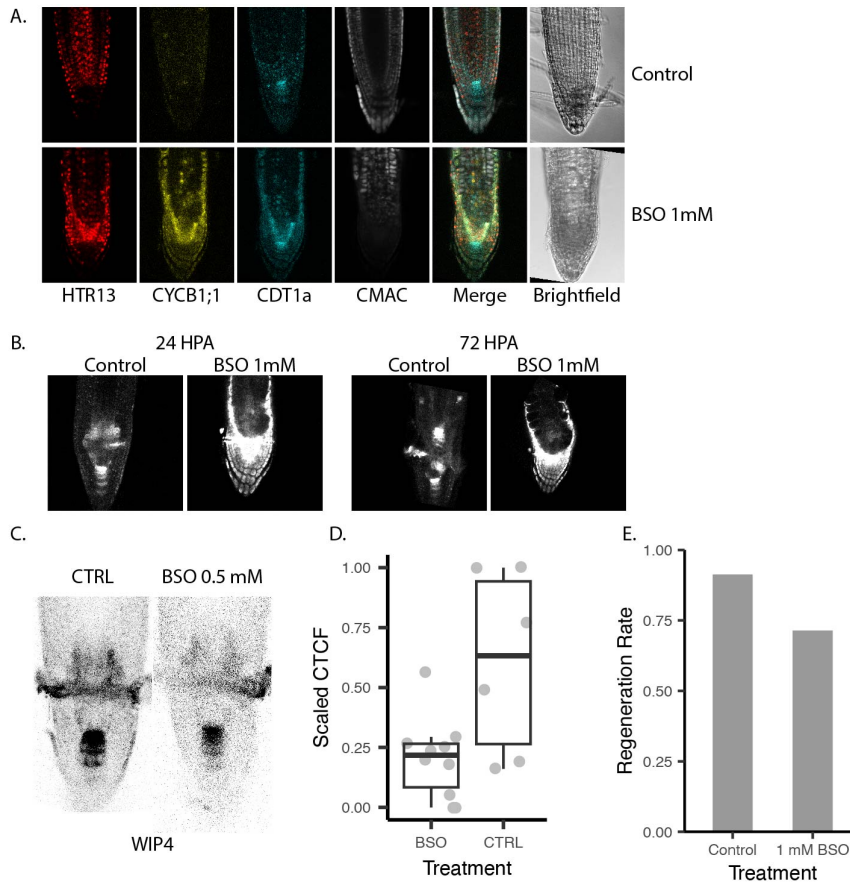 A.
Control
BSO 1mM
HTR13 CYCB1;1 CDT1a CMAC Merge Brightfield
B.
24 HPA 72 HPA
Control BSO 1mM Control BSO 1mM
C.
CTRL BSO 0.5 mM
WIP4
D.
Scaled CTCF
1.00
0.75
0.50
0.25
0.00
BSO CTRL
Treatment
E.
Regeneration Rate
1.00
0.75
0.50
0.25
0.00
Control 1 mM BSO
Treatment